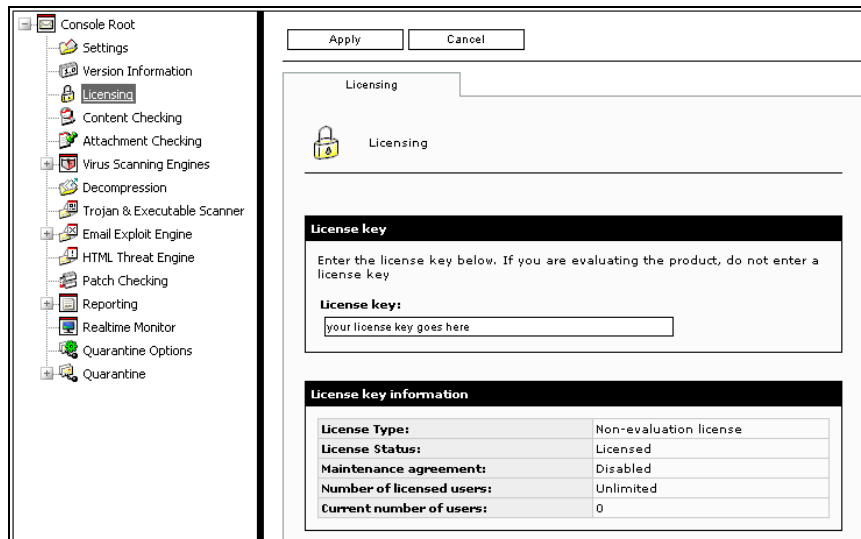 Console Root
Settings
Version Information
Licensing
Content Checking
Attachment Checking
Virus Scanning Engines
Decompression
Trojan & Executable Scanner
Email Exploit Engine
HTML Threat Engine
Patch Checking
Reporting
Realtime Monitor
Quarantine Options
Quarantine
Apply Cancel
Licensing
Licensing
License key
Enter the license key below. If you are evaluating the product, do not enter a
license key
License key:
your license key goes here
License key information
License Type: Non-evaluation license
License Status: Licensed
Maintenance agreement: Disabled
Number of licensed users: Unlimited
Current number of users: 0